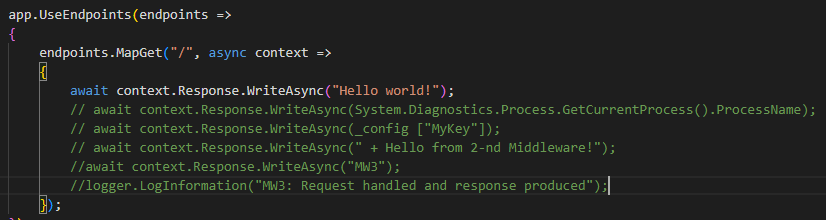 app.UseEndpoints(endpoints =>
{
endpoints.MapGet("/", async context =>
{
await context.Response.WriteAsync("Hello world!");
// await context.Response.WriteAsync(System.Diagnostics.Process.GetCurrentProcess().ProcessName);
// await context.Response.WriteAsync(_config ["MyKey"]);
// await context.Response.WriteAsync(" + Hello from 2-nd Middleware!");
//await context.Response.WriteAsync("MW3");
//logger.LogInformation("MW3: Request handled and response produced");
});